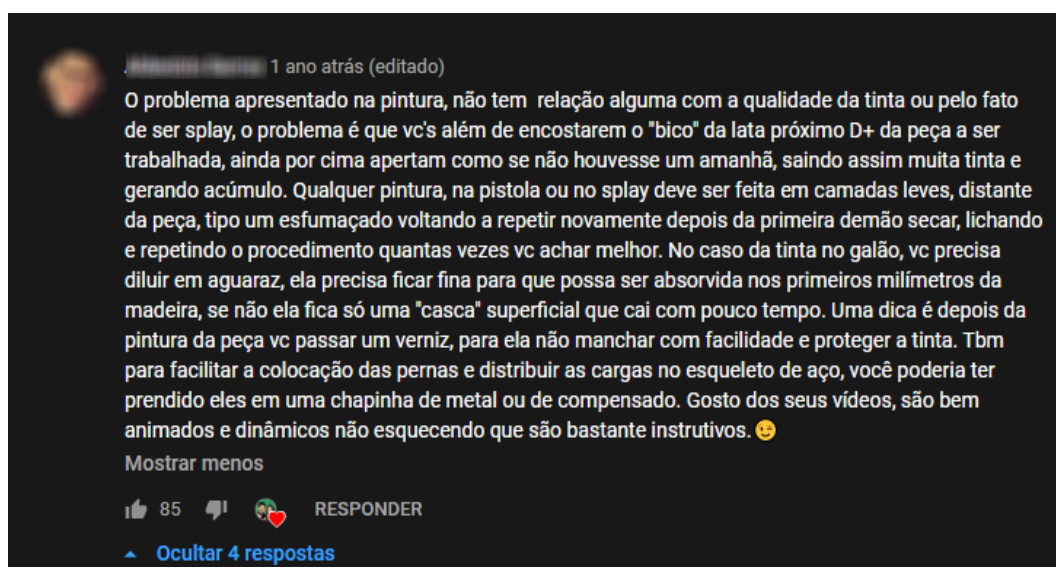 1 ano atrás (editado)
O problema apresentado na pintura, não tem relação alguma com a qualidade da tinta ou pelo fato
de ser splay, o problema é que vc's além de encostarem o "bico" da lata próximo D+ da peça a ser
trabalhada, ainda por cima apertam como se não houvesse um amanhã, saindo assim muita tinta e
gerando acúmulo. Qualquer pintura, na pistola ou no splay deve ser feita em camadas leves, distante
da peça, tipo um esfumaçado voltando a repetir novamente depois da primeira demão secar, lichando
e repetindo o procedimento quantas vezes vc achar melhor. No caso da tinta no galão, vc precisa
diluir em aguaraz, ela precisa ficar fina para que possa ser absorvida nos primeiros milímetros da
madeira, se não ela fica só uma "casca" superficial que cai com pouco tempo. Uma dica é depois da
pintura da peça vc passar um verniz, para ela não manchar com facilidade e proteger a tinta. Tbm
para facilitar a colocação das pernas e distribuir as cargas no esqueleto de aço, você poderia ter
prendido eles em uma chapinha de metal ou de compensado. Gosto dos seus vídeos, são bem
animados e dinâmicos não esquecendo que são bastante instrutivos. 😉
Mostrar menos
85 RESPONDER
Ocultar 4 respostas